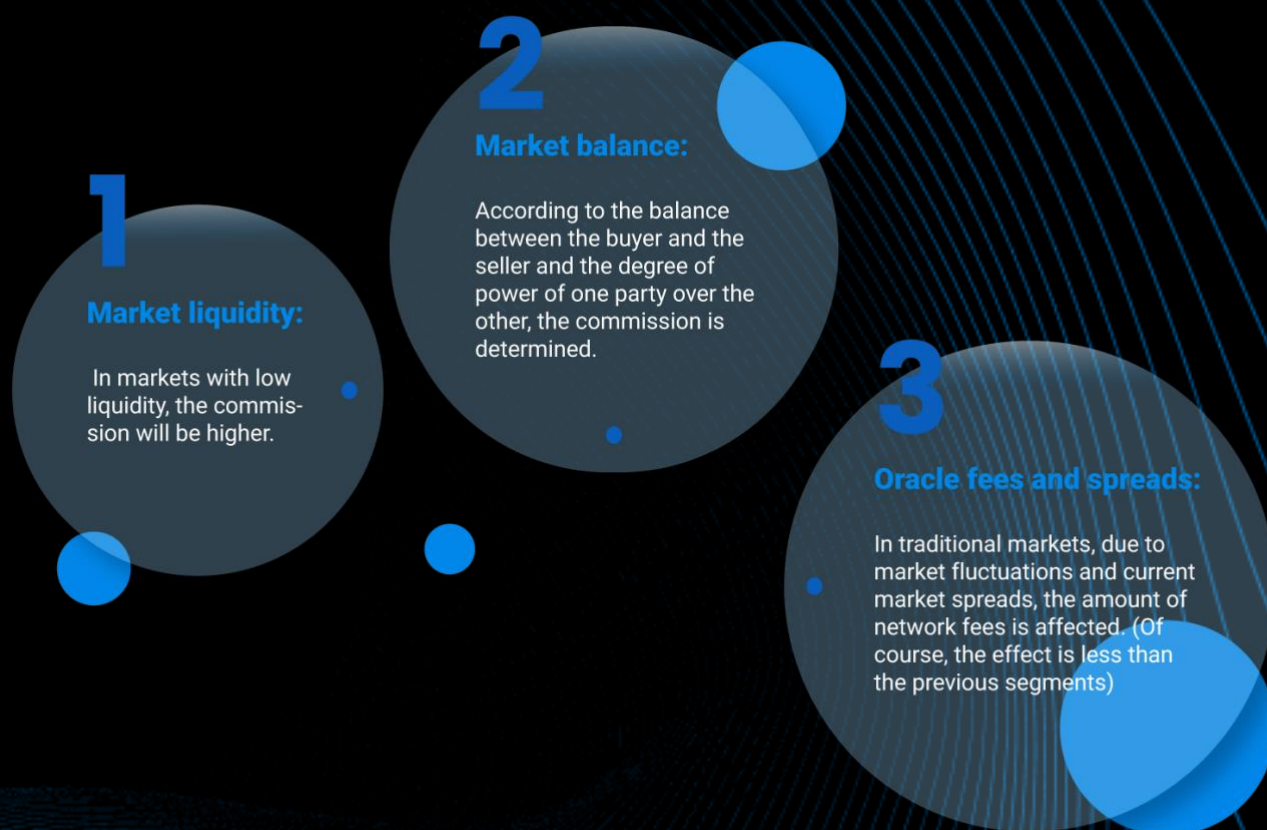 1
Market liquidity:
In markets with low
liquidity, the commis-
sion will be higher.
2
Market balance:
According to the balance
between the buyer and the
seller and the degree of
power of one party over the
other, the commission is
determined.
3
Oracle fees and spreads:
In traditional markets, due to
market fluctuations and current
market spreads, the amount of
network fees is affected. (Of
course, the effect is less than
the previous segments)